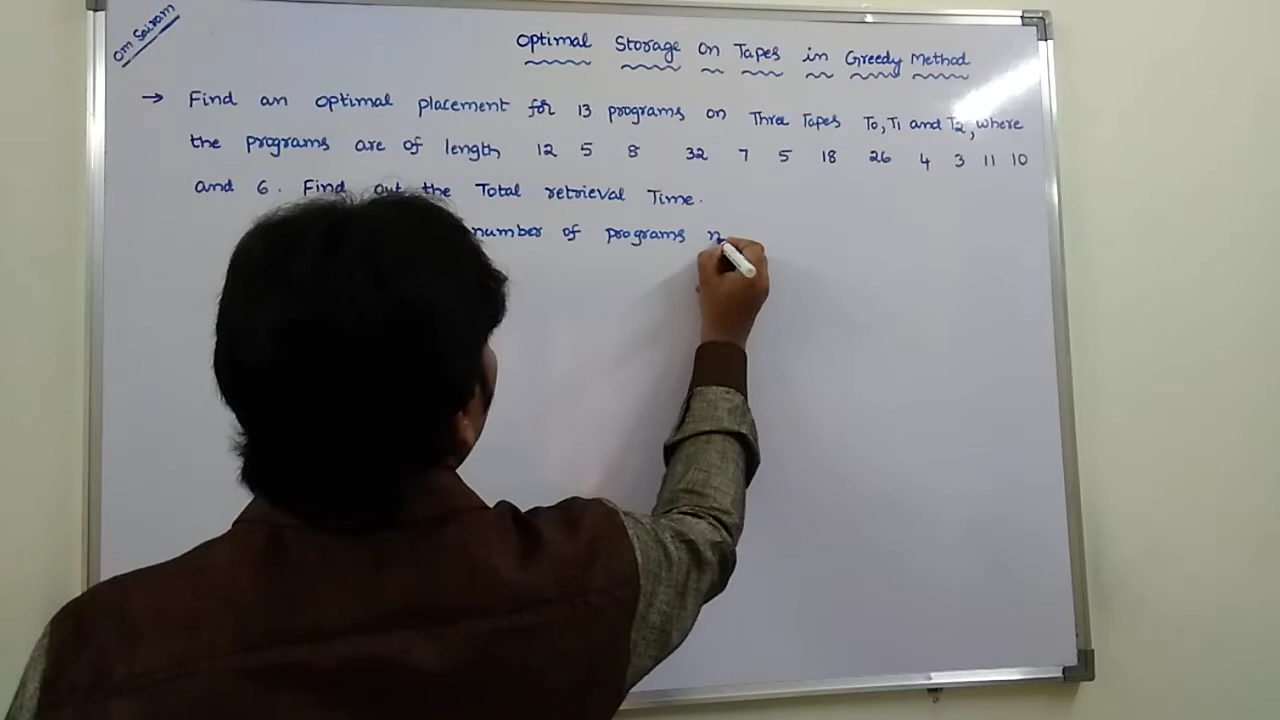 Om Sairam
Optimal Storage On Tapes in Greedy Method
→ Find an optimal placement for 13 programs on Three Tapes T0, T1 and T2, where
the programs are of length 12 5 8 32 7 5 18 26 4 3 11 10
and 6. Find out the Total retrieval Time.
number of programs n